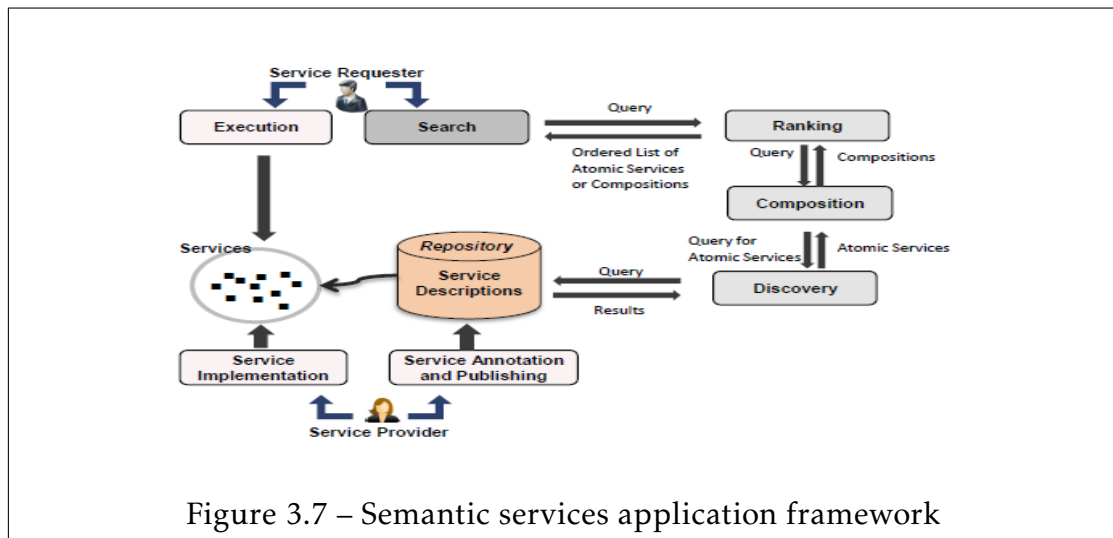 Service Requester
Execution
Search
Query
Ordered List of
Atomic Services
or Compositions
Ranking
Query
Compositions
Composition
Query for
Atomic Services
Atomic Services
Discovery
Services
Repository
Service
Descriptions
Query
Results
Service
Implementation
Service Annotation
and Publishing
Service Provider
Figure 3.7 – Semantic services application framework